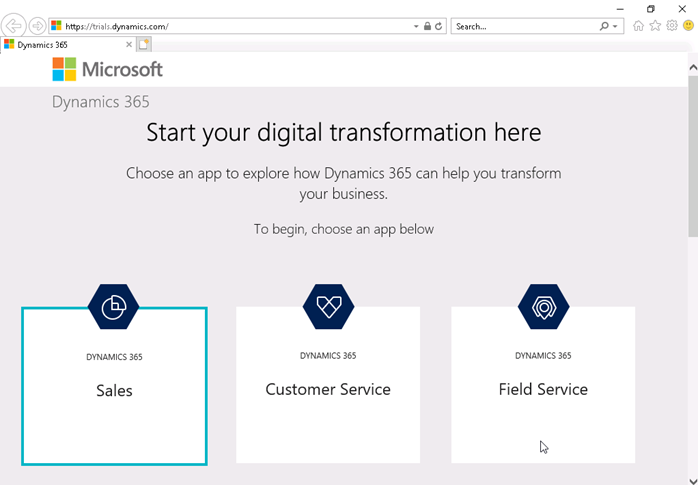 https://trials.dynamics.com/
Search...
Dynamics 365
Microsoft
Dynamics 365
Start your digital transformation here
Choose an app to explore how Dynamics 365 can help you transform
your business.
To begin, choose an app below
DYNAMICS 365
Sales
DYNAMICS 365
Customer Service
DYNAMICS 365
Field Service